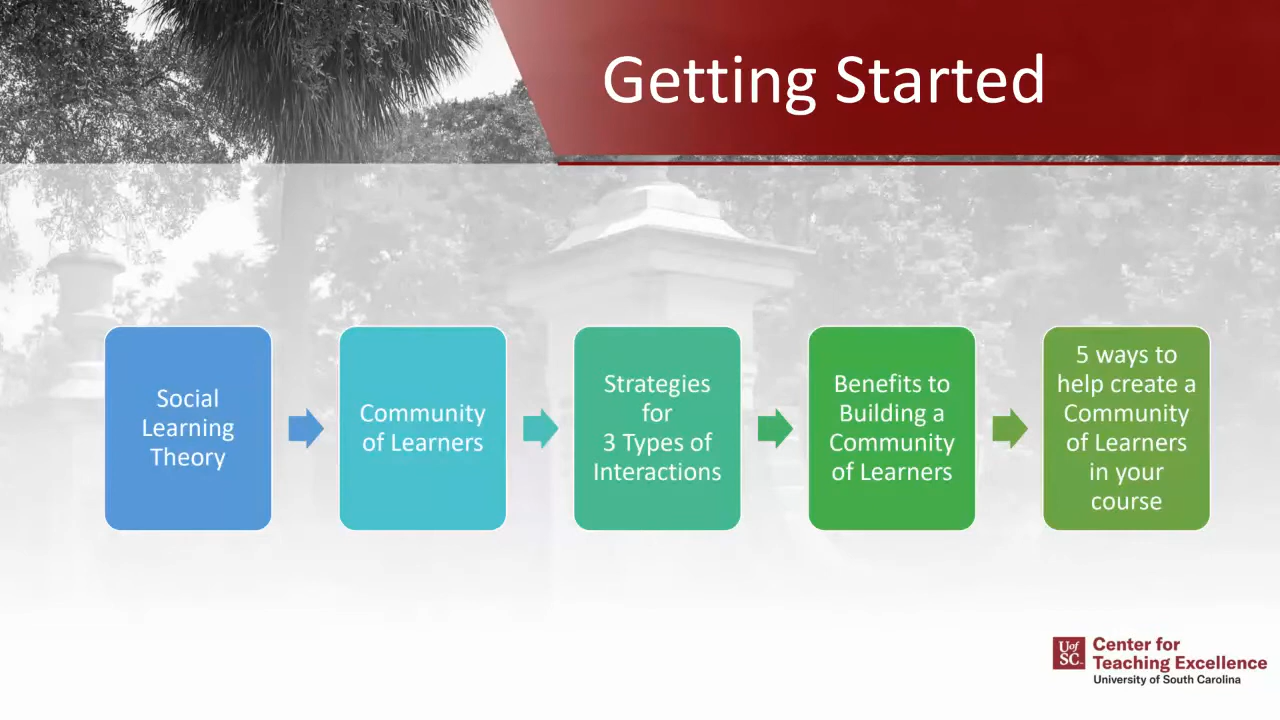 Getting Started
Social
Learning
Theory
Community
of Learners
Strategies
for
3 Types of
Interactions
Benefits to
Building a
Community
of Learners
5 ways to
help create a
Community
of Learners
in your
course
UofSC
Center for
Teaching Excellence
University of South Carolina